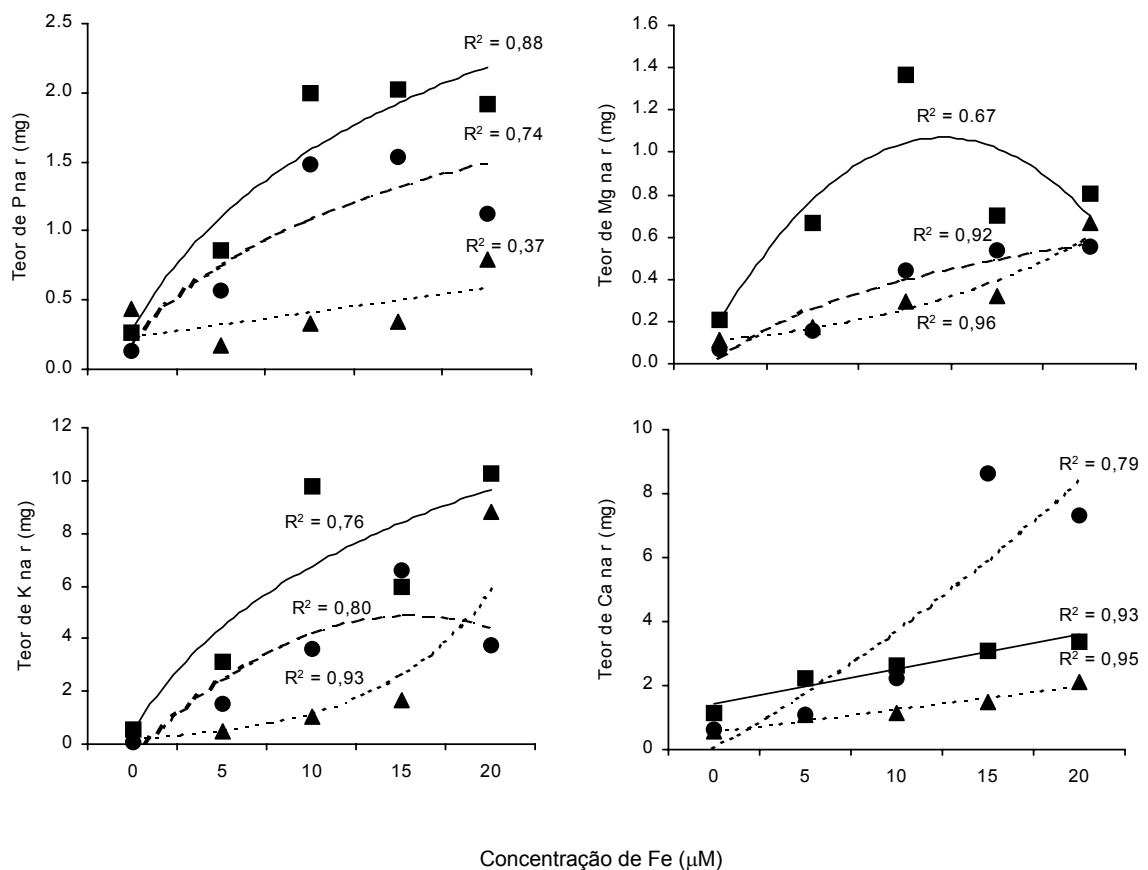 2.5
2.0
1.5
1.0
0.5
0.0
Teor de P na r (mg)
R² = 0,88
R² = 0,74
R² = 0,37
1.6
1.4
1.2
1.0
0.8
0.6
0.4
0.2
0.0
Teor de Mg na r (mg)
R² = 0.67
R² = 0,92
R² = 0,96
12
10
8
6
4
2
0
Teor de K na r (mg)
R² = 0,76
R² = 0,80
R² = 0,93
0 5 10 15 20
10
8
6
4
2
0
Teor de Ca na r (mg)
R² = 0,79
R² = 0,93
R² = 0,95
0 5 10 15 20
Concentração de Fe (μM)